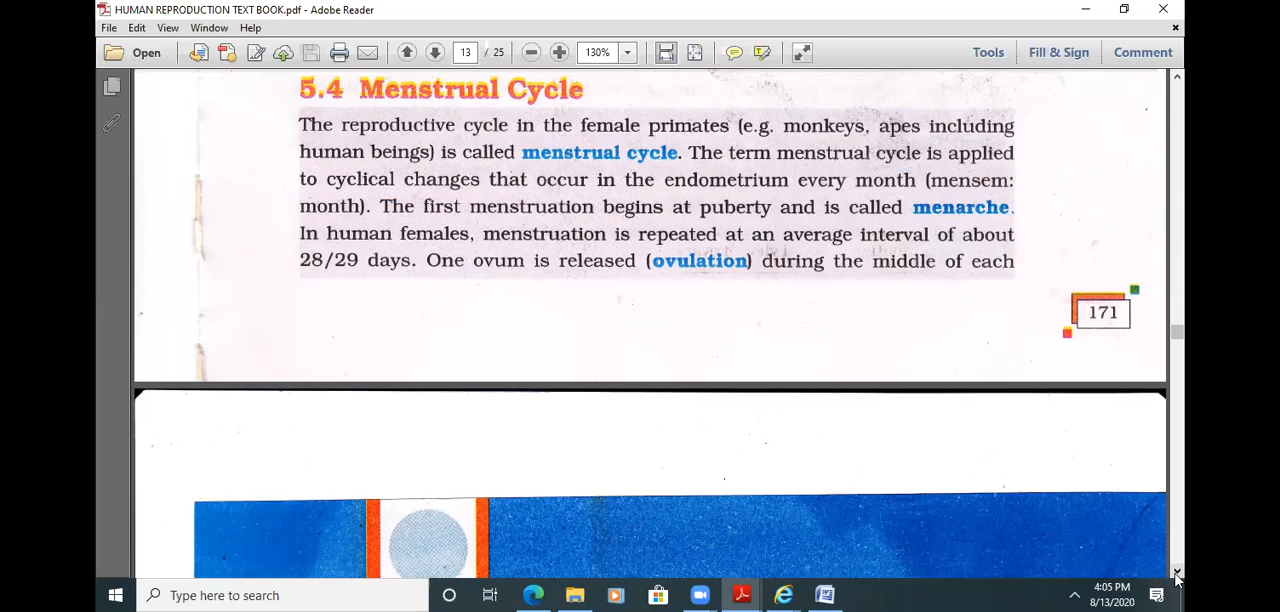 HUMAN REPRODUCTION TEXT BOOK.pdf - Adobe Reader
File Edit View Window Help
Open 13 / 25 130% Tools Fill & Sign Comment
5.4 Menstrual Cycle
The reproductive cycle in the female primates (e.g. monkeys, apes including
human beings) is called menstrual cycle. The term menstrual cycle is applied
to cyclical changes that occur in the endometrium every month (mensem:
month). The first menstruation begins at puberty and is called menarche.
In human females, menstruation is repeated at an average interval of about
28/29 days. One ovum is released (ovulation) during the middle of each
171
Type here to search
4:05 PM
8/13/2020